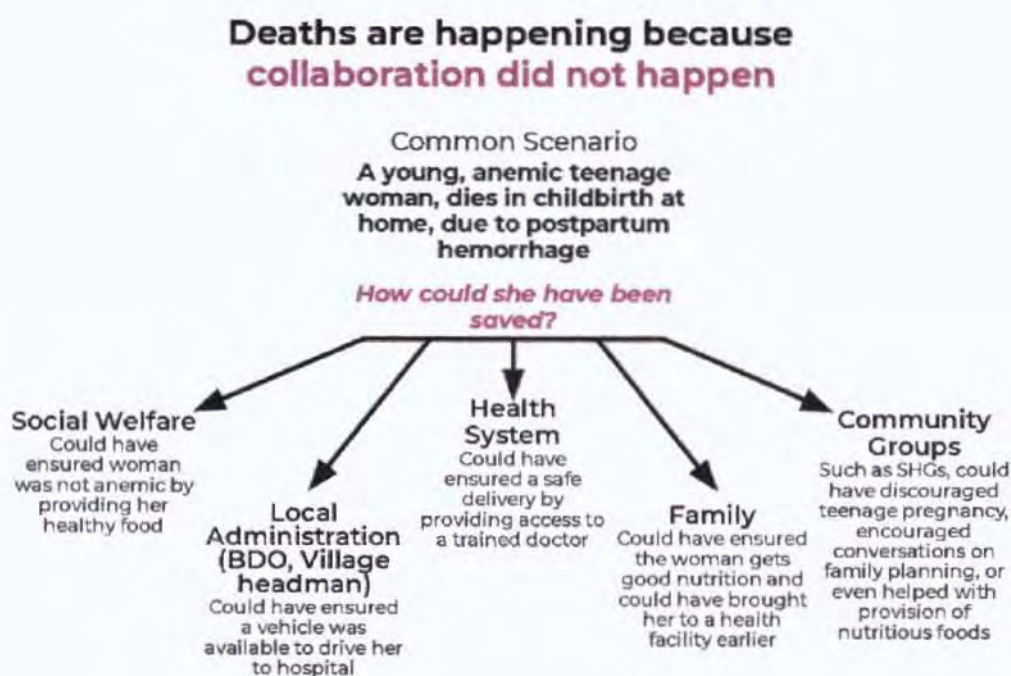 Deaths are happening because
collaboration did not happen
Common Scenario
A young, anemic teenage
woman, dies in childbirth at
home, due to postpartum
hemorrhage
How could she have been
saved?
Social Welfare
Could have
ensured woman
was not anemic by
providing her
healthy food
Local
Administration
(BDO, Village
headman)
Could have ensured
a vehicle was
available to drive her
to hospital
Health
System
Could have
ensured a safe
delivery by
providing access to
a trained doctor
Family
Could have ensured
the woman gets
good nutrition and
could have brought
her to a health
facility earlier
Community
Groups
Such as SHGs, could
have discouraged
teenage pregnancy,
encouraged
conversations on
family planning, or
even helped with
provision of
nutritious foods